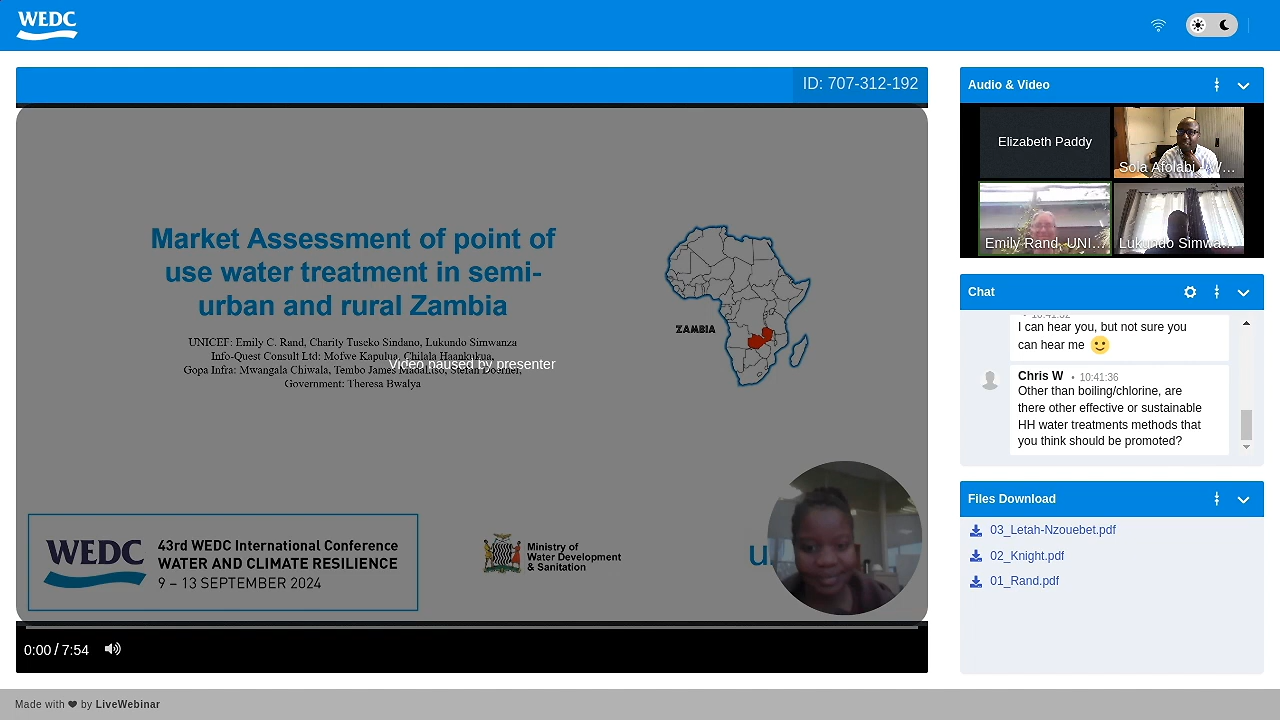 WEDC
ID: 707-312-192
Market Assessment of point of
use water treatment in semi-
urban and rural Zambia
UNICEF: Emily C. Rand, Charity Tuseko Sindano, Lukundo Simwanza
Info-Quest Consult Ltd: Mofwe Kapulu, Chilala Haankukua,
Gopa Infra: Mwangala Chiwala, Tembo James
Government: Theresa Bwalya
Video paused by presenter
ZAMBIA
WEDC
43rd WEDC International Conference
WATER AND CLIMATE RESILIENCE
9 – 13 SEPTEMBER 2024
Ministry of
Water Development
& Sanitation
0:00 / 7:54
Audio & Video
Elizabeth Paddy
Sola Afolabi
Emily Rand, UNI...
Lukundo Simwa...
Chat
10:41:32
I can hear you, but not sure you
can hear me
Chris W • 10:41:36
Other than boiling/chlorine, are
there other effective or sustainable
HH water treatments methods that
you think should be promoted?
Files Download
03_Letah-Nzouebet.pdf
02_Knight.pdf
01_Rand.pdf
Made with ❤ by LiveWebinar